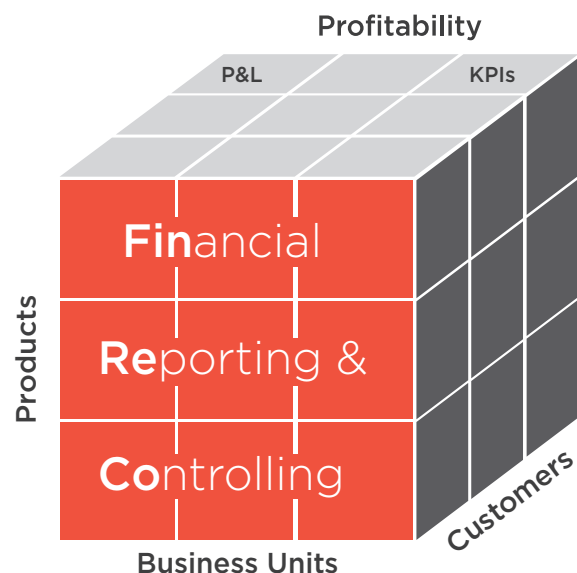 Profitability
P&L KPIs
Financial
Reporting &
Controlling
Products
Customers
Business Units